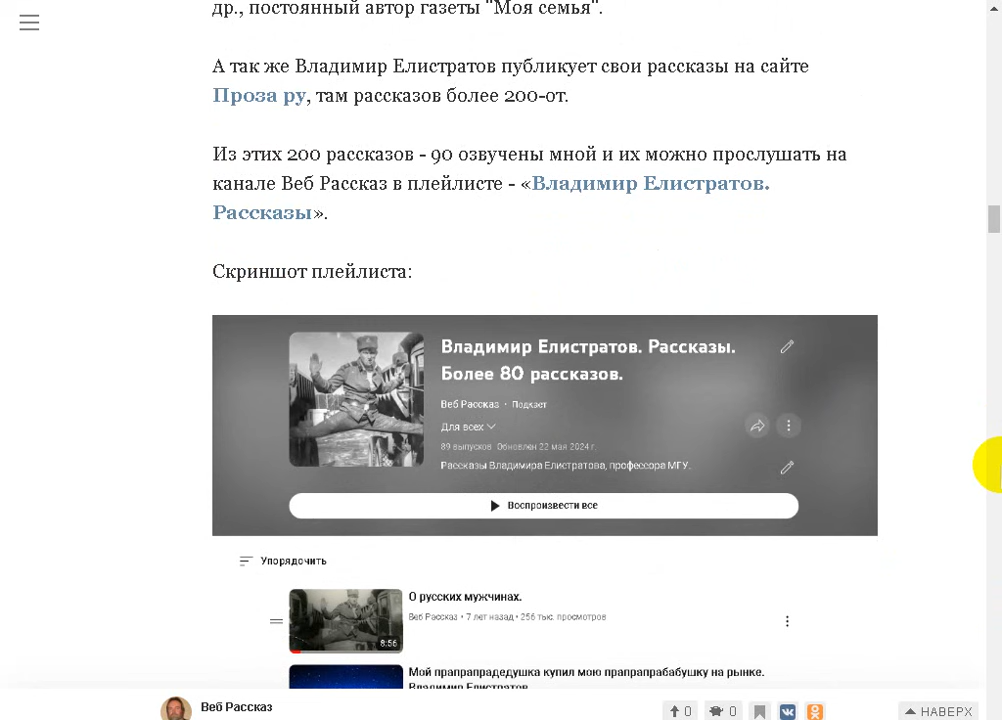 др., постоянный автор газеты "Моя семья".
А так же Владимир Елистратов публикует свои рассказы на сайте
Проза ру, там рассказов более 200-от.
Из этих 200 рассказов - 90 озвучены мной и их можно прослушать на
канале Веб Рассказ в плейлисте - «Владимир Елистратов.
Рассказы».
Скриншот плейлиста:
Владимир Елистратов. Рассказы.
Более 80 рассказов.
Веб Рассказ · Подкаст
Для всех
89 выпусков Обновлен 22 мая 2024 г.
Рассказы Владимира Елистратова, профессора МГУ.
Воспроизвести все
Упорядочить
О русских мужчинах.
Веб Рассказ • 7 лет назад • 256 тыс. просмотров
8:56
Мой прапрапрадедушка купил мою прапрапрабабушку на рынке.
Владимир Елистратов
Веб Рассказ
0
0
НАВЕРХ